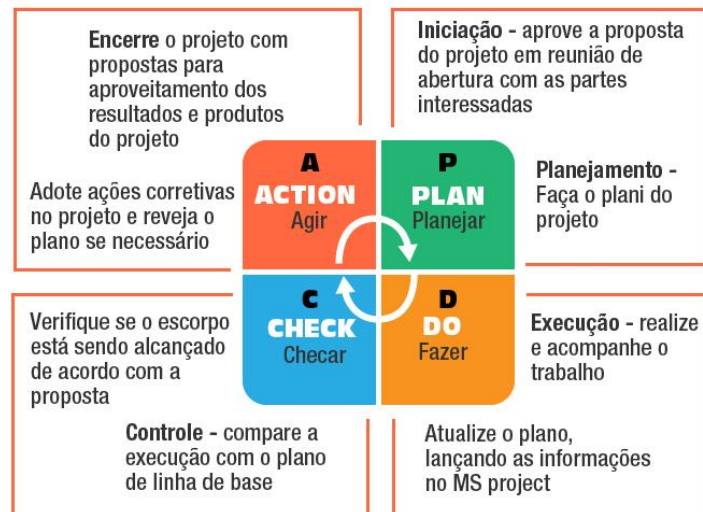 Encerre o projeto com
propostas para
aproveitamento dos
resultados e produtos
do projeto
Adote ações corretivas
no projeto e reveja o
plano se necessário
Iniciação - aprove a proposta
do projeto em reunião de
abertura com as partes
interessadas
Planejamento -
Faça o plani do
projeto
A
ACTION
Agir
P
PLAN
Planejar
C
CHECK
Checar
D
DO
Fazer
Verifique se o escorpo
está sendo alcançado
de acordo com a
proposta
Controle - compare a
execução com o plano
de linha de base
Execução - realize
e acompanhe o
trabalho
Atualize o plano,
lançando as informações
no MS project